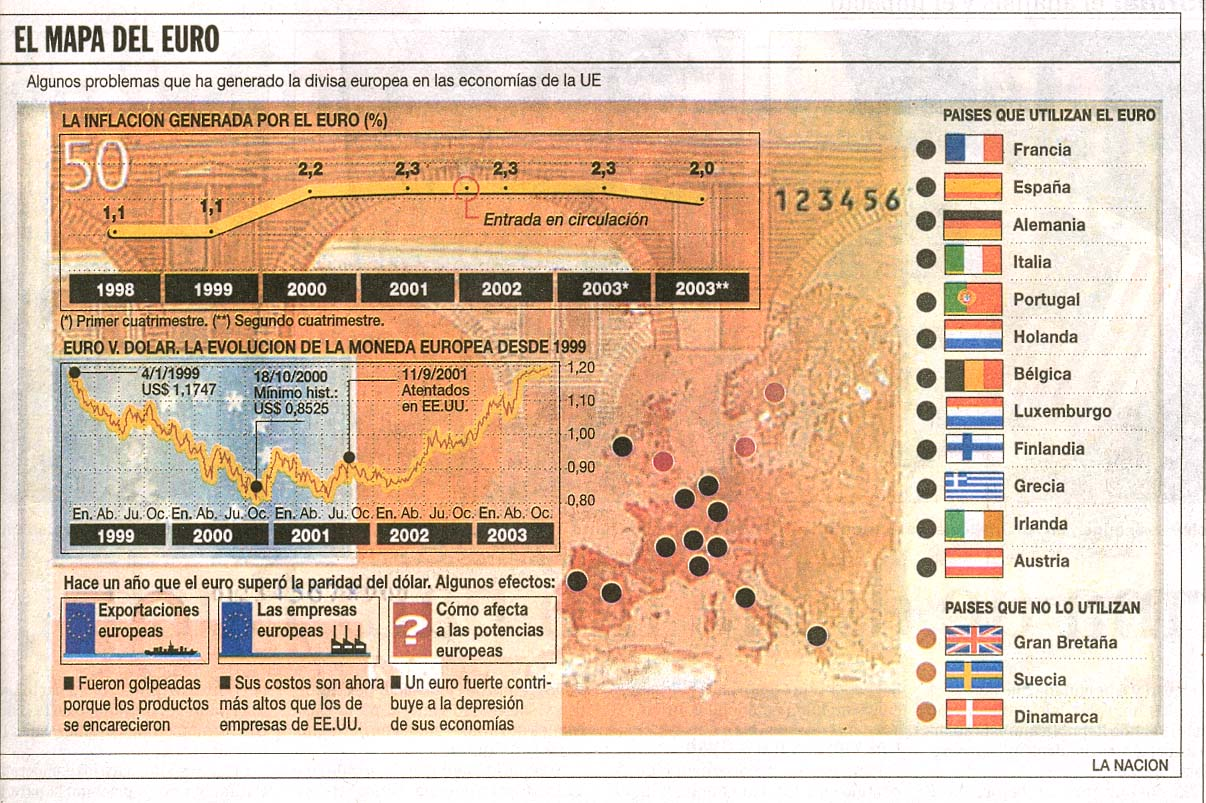 EL MAPA DEL EURO
Algunos problemas que ha generado la divisa europea en las economías de la UE
LA INFLACION GENERADA POR EL EURO (%)
50
1,1
1,1
2,2
2,3
2,3
2,3
2,0
Entrada en circulación
123456
1998 1999 2000 2001 2002 2003* 2003**
(*) Primer cuatrimestre. (**) Segundo cuatrimestre.
EURO V. DOLAR. LA EVOLUCION DE LA MONEDA EUROPEA DESDE 1999
4/1/1999
US$ 1,1747
18/10/2000
Mínimo hist.:
US$ 0,8525
11/9/2001
Atentados
en EE.UU.
1,20
1,10
1,00
0,90
0,80
En. Ab. Ju. Oc. En. Ab. Ju. Oc. En. Ab. Ju. Oc. En. Ab. Ju. Oc. En. Ab. Oc.
1999 2000 2001 2002 2003
Hace un año que el euro superó la paridad del dólar. Algunos efectos:
Exportaciones
europeas
Fueron golpeadas
porque los productos
se encarecieron
Las empresas
europeas
Sus costos son ahora
más altos que los de
empresas de EE.UU.
?
Cómo afecta
a las potencias
europeas
Un euro fuerte contri-
buye a la depresión
de sus economías
PAISES QUE UTILIZAN EL EURO
Francia
España
Alemania
Italia
Portugal
Holanda
Bélgica
Luxemburgo
Finlandia
Grecia
Irlanda
Austria
PAISES QUE NO LO UTILIZAN
Gran Bretaña
Suecia
Dinamarca
LA NACION